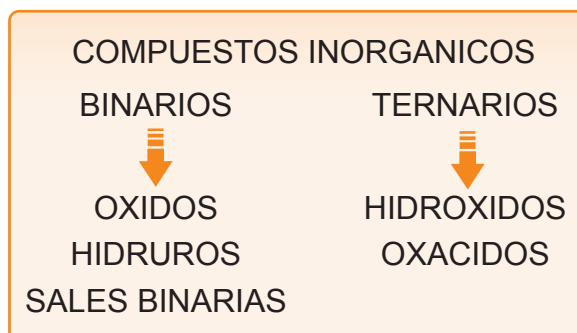 COMPUESTOS INORGANICOS
BINARIOS
OXIDOS
HIDRUROS
SALES BINARIAS
TERNARIOS
HIDROXIDOS
OXACIDOS